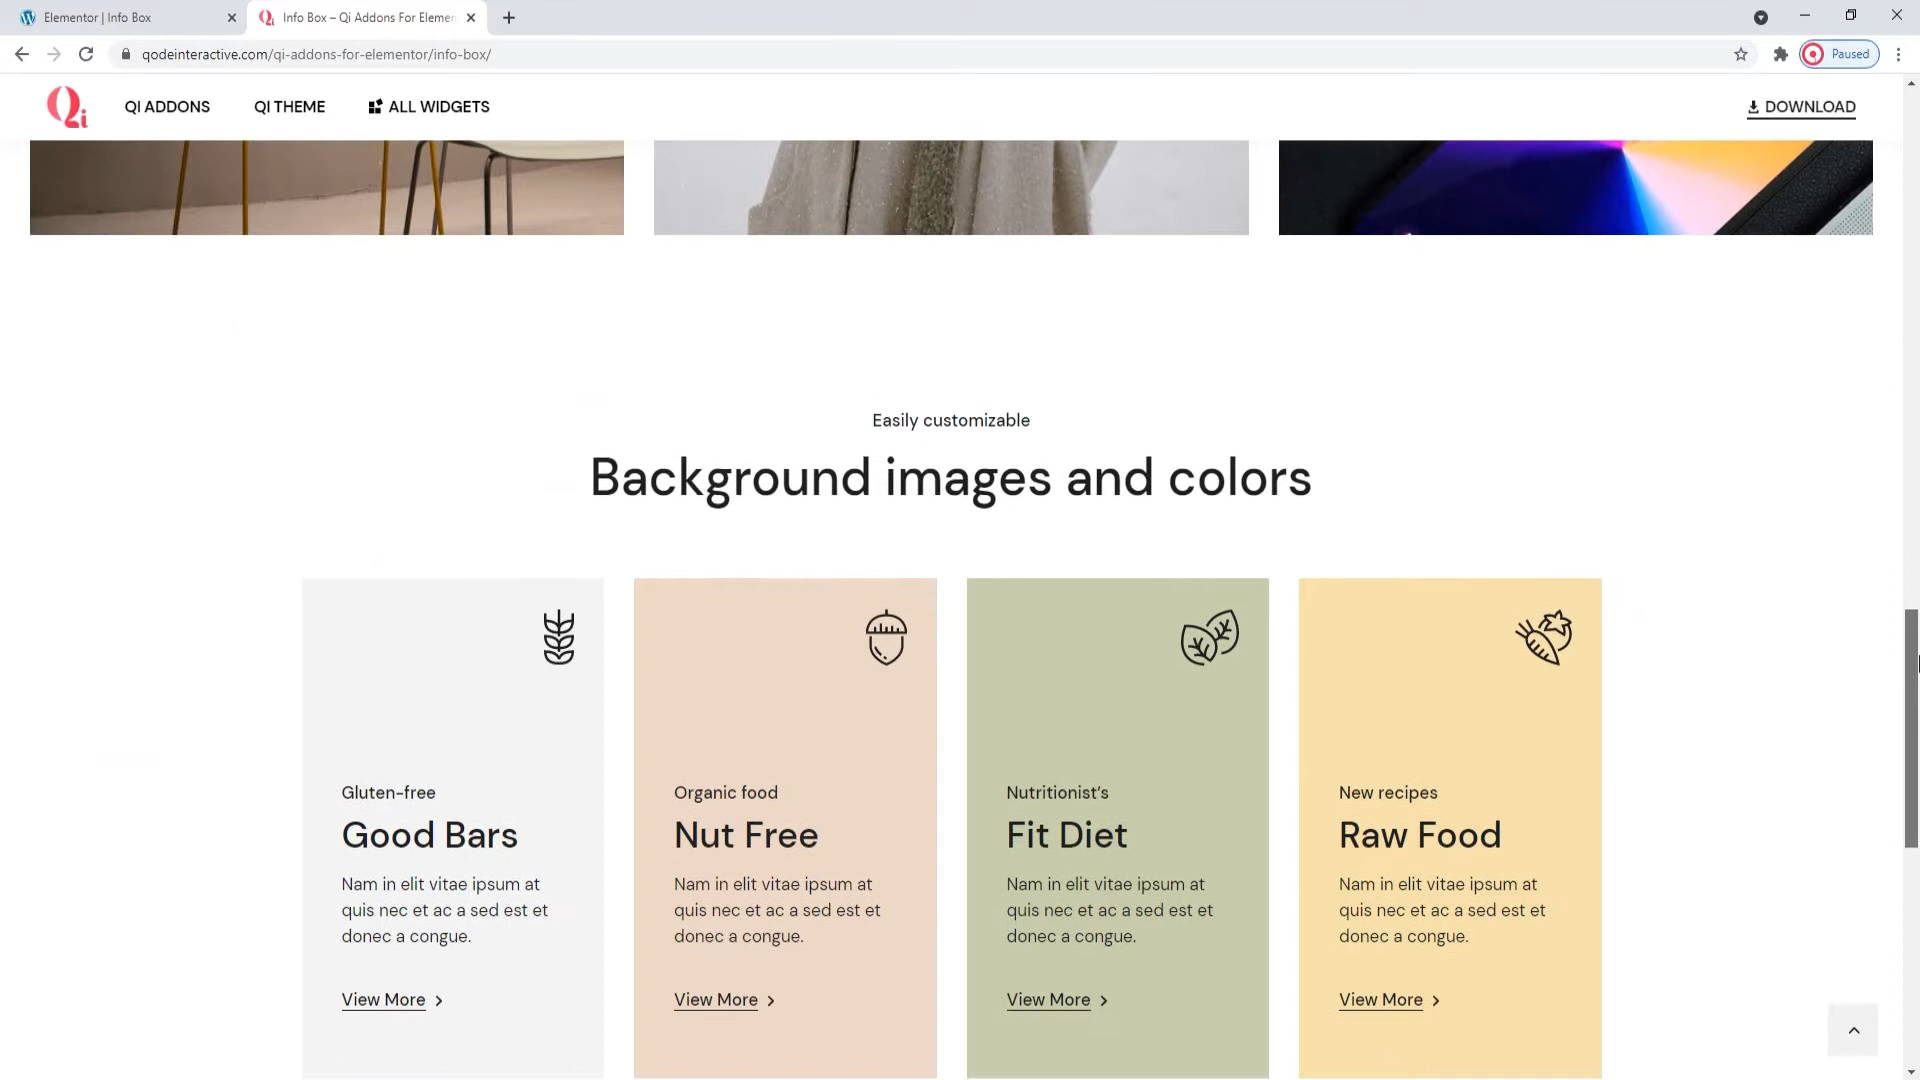 Elementor | Info Box
Info Box – Qi Addons For Elemen
qodeinteractive.com/qi-addons-for-elementor/info-box/
Paused
Qi
QI ADDONS
QI THEME
ALL WIDGETS
DOWNLOAD
Easily customizable
Background images and colors
Gluten-free
Good Bars
Nam in elit vitae ipsum at
quis nec et ac a sed est et
donec a congue.
View More
Organic food
Nut Free
Nam in elit vitae ipsum at
quis nec et ac a sed est et
donec a congue.
View More
Nutritionist’s
Fit Diet
Nam in elit vitae ipsum at
quis nec et ac a sed est et
donec a congue.
View More
New recipes
Raw Food
Nam in elit vitae ipsum at
quis nec et ac a sed est et
donec a congue.
View More